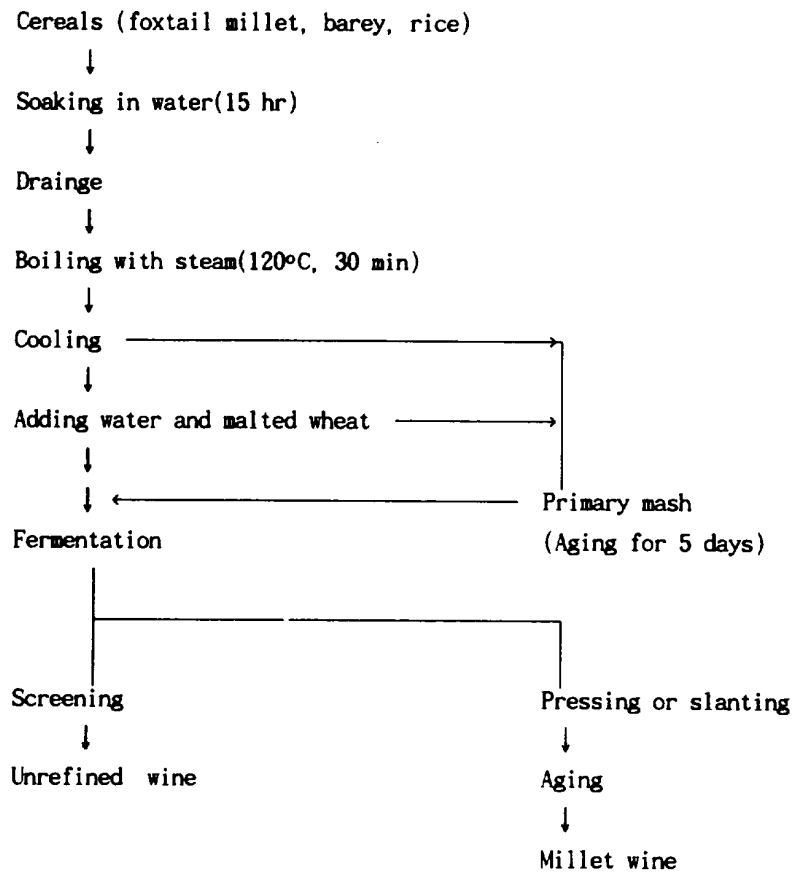 Cereals (foxtail millet, barey, rice)
Soaking in water(15 hr)
Drainge
Boiling with steam(120°C, 30 min)
Cooling
Adding water and malted wheat
Primary mash
Fermentation
(Aging for 5 days)
Screening
Pressing or slanting
Unrefined wine
Aging
Millet wine